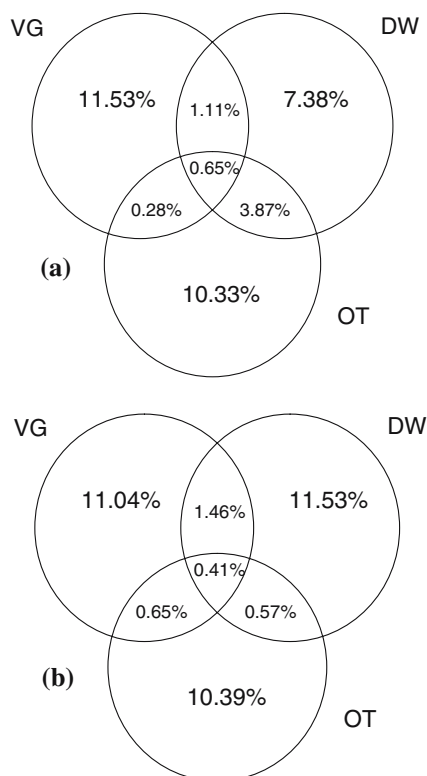 VG DW
11.53% 1.11% 7.38%
0.65%
0.28% 3.87%
(a)
10.33%
OT
VG DW
11.04% 1.46% 11.53%
0.41%
0.65% 0.57%
(b)
10.39%
OT